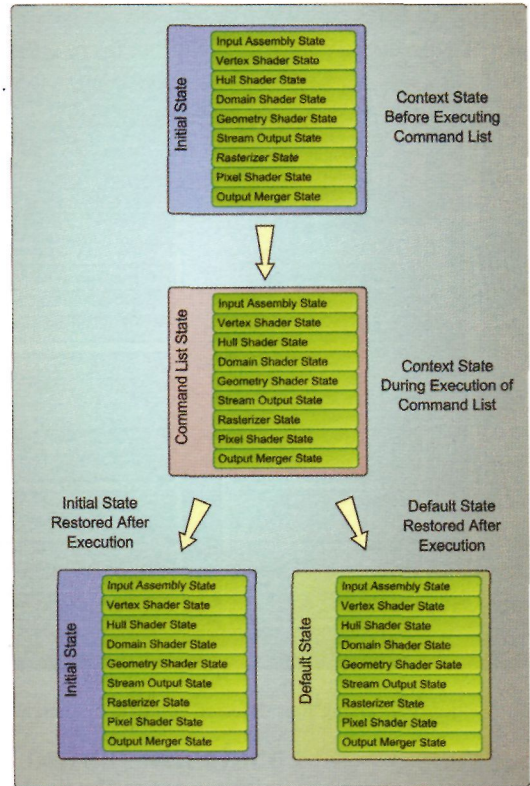 Initial State
Input Assembly State
Vertex Shader State
Hull Shader State
Domain Shader State
Geometry Shader State
Stream Output State
Rasterizer State
Pixel Shader State
Output Merger State
Context State
Before Executing
Command List
Command List State
Input Assembly State
Vertex Shader State
Hull Shader State
Domain Shader State
Geometry Shader State
Stream Output State
Rasterizer State
Pixel Shader State
Output Merger State
Context State
During Execution of
Command List
Initial State
Restored After
Execution
Default State
Restored After
Execution
Initial State
Input Assembly State
Vertex Shader State
Hull Shader State
Domain Shader State
Geometry Shader State
Stream Output State
Rasterizer State
Pixel Shader State
Output Merger State
Default State
Input Assembly State
Vertex Shader State
Hull Shader State
Domain Shader State
Geometry Shader State
Stream Output State
Rasterizer State
Pixel Shader State
Output Merger State